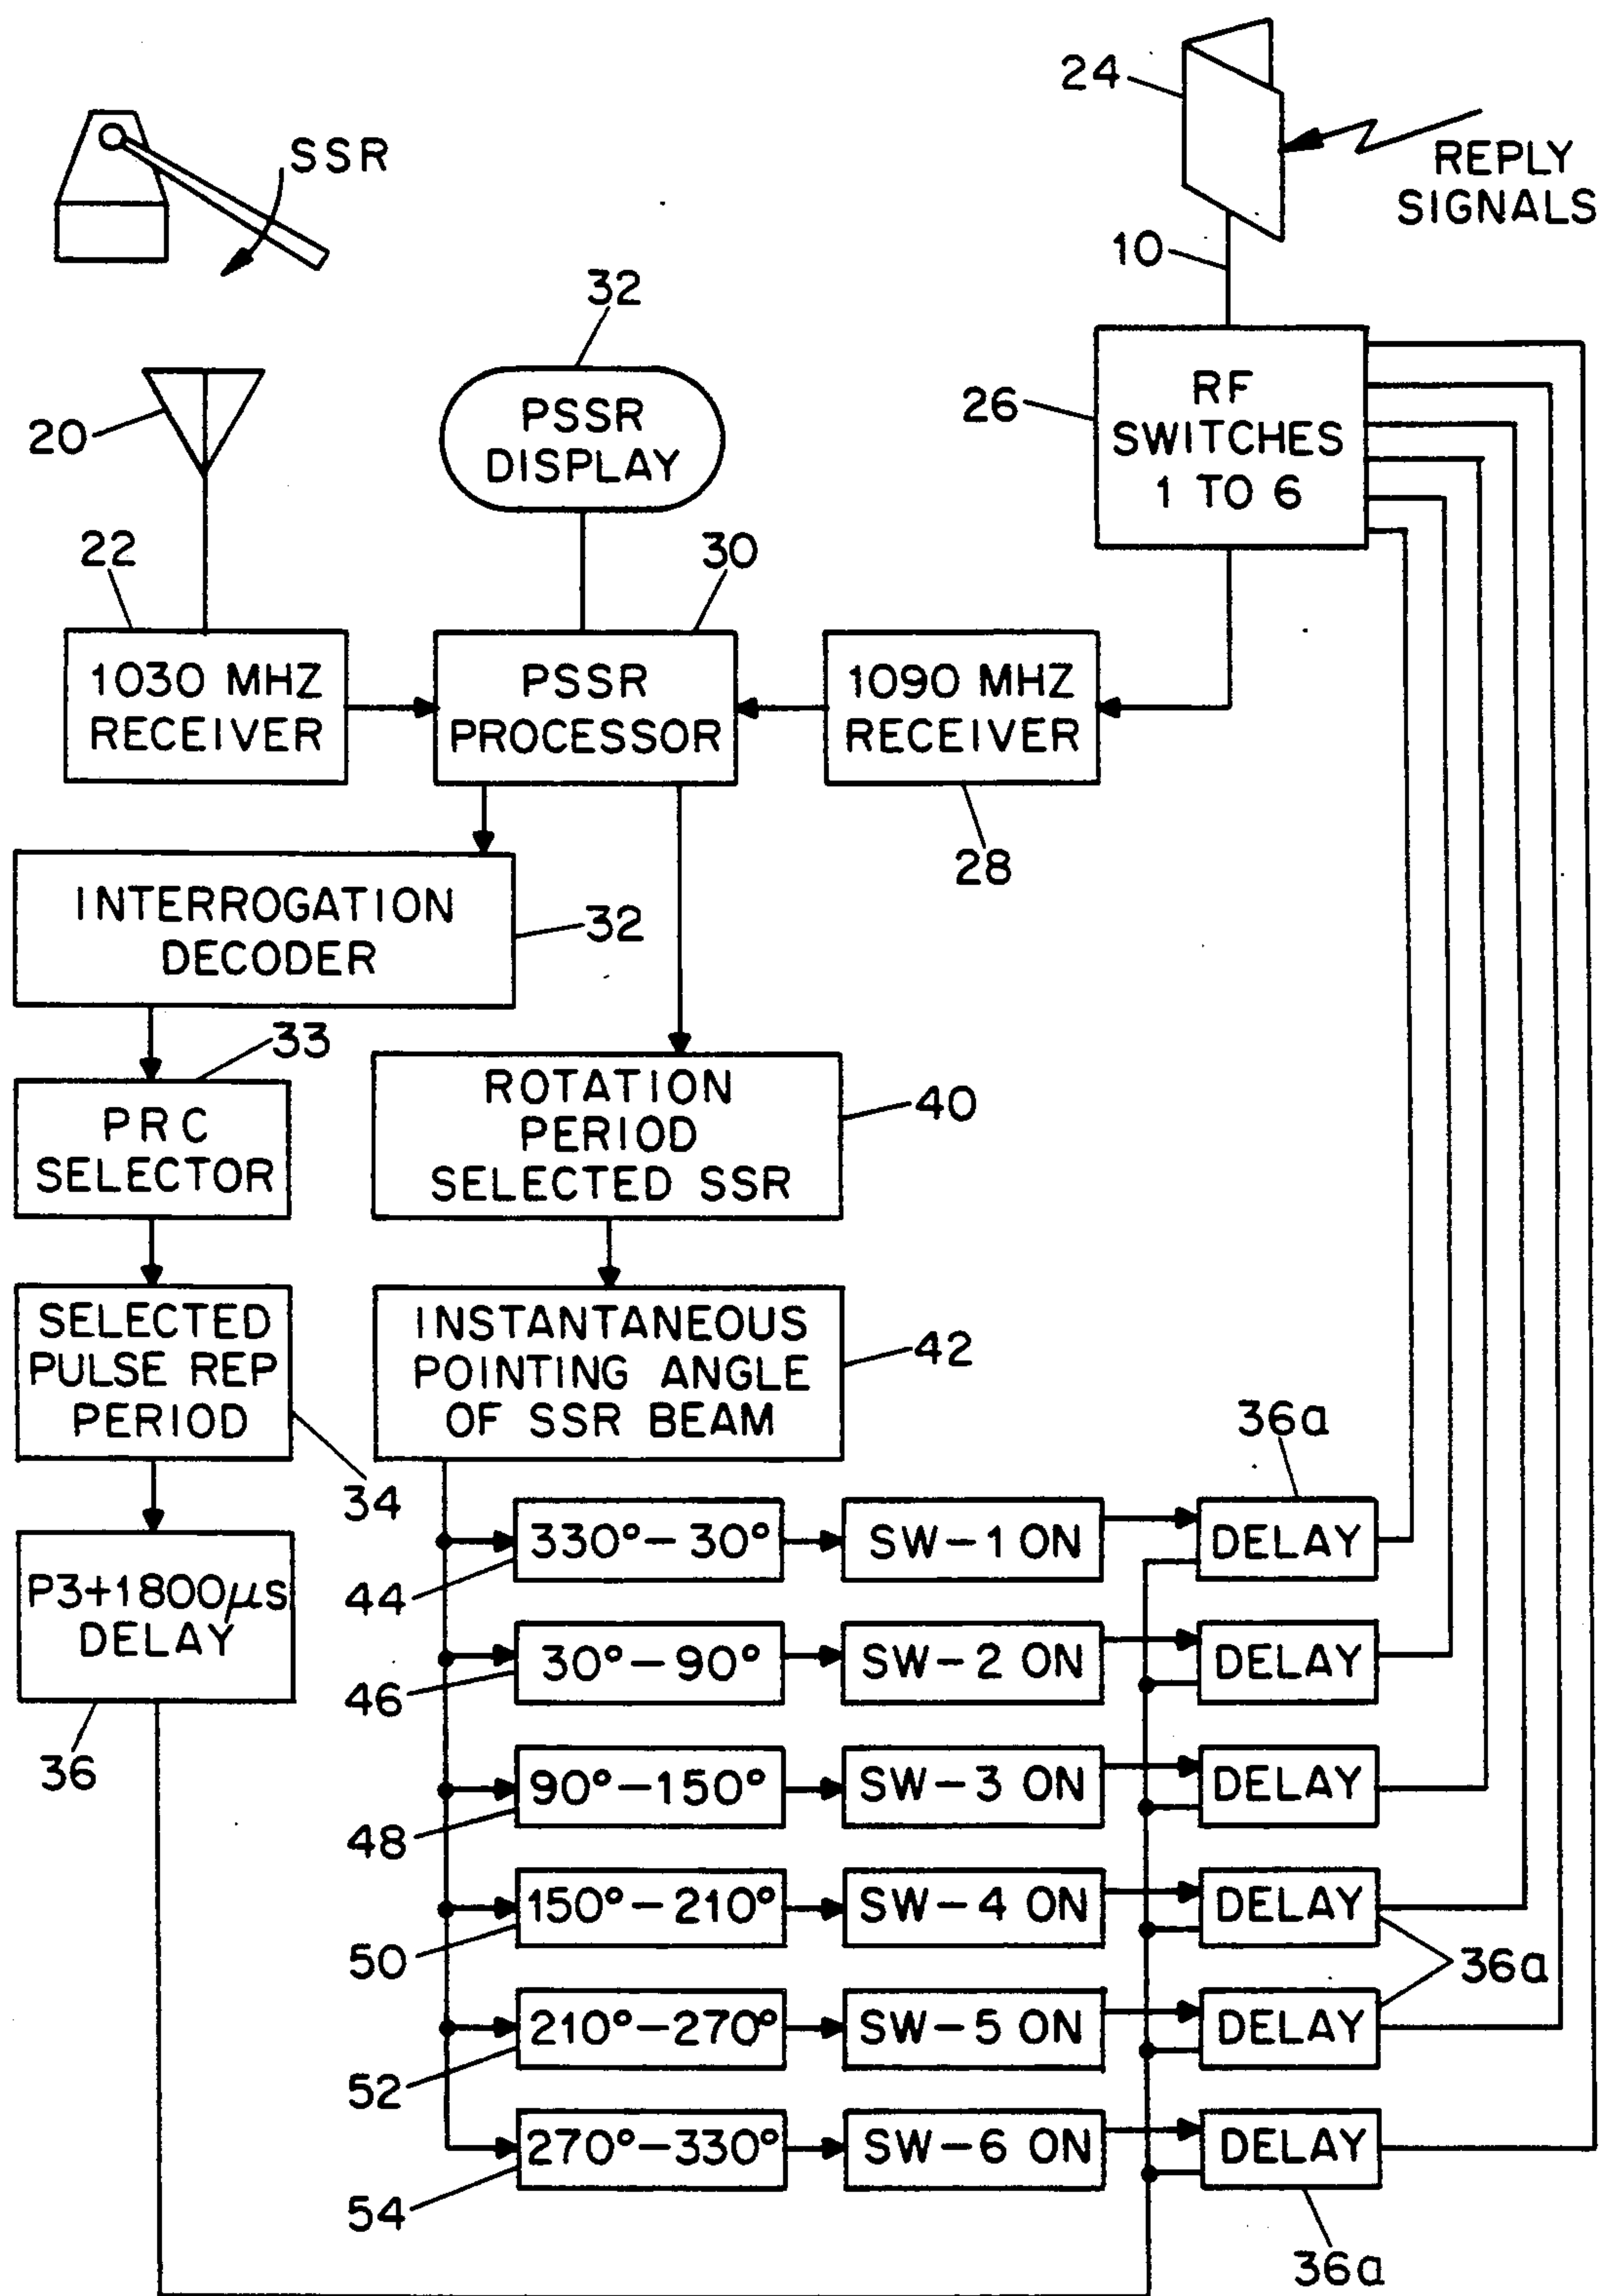 24
SSR
REPLY
SIGNALS
10
32
20
PSSR
DISPLAY
26
RF
SWITCHES
1 TO 6
22
30
1030 MHZ
RECEIVER
PSSR
PROCESSOR
1090 MHZ
RECEIVER
28
INTERROGATION
DECODER
32
33
PRC
SELECTOR
ROTATION
PERIOD
SELECTED SSR
40
SELECTED
PULSE REP
PERIOD
34
INSTANTANEOUS
POINTING ANGLE
OF SSR BEAM
42
36a
P3+1800μs
DELAY
36
330°-30°
SW-1 ON
DELAY
44
30°-90°
SW-2 ON
DELAY
46
90°-150°
SW-3 ON
DELAY
48
150°-210°
SW-4 ON
DELAY
50
36a
210°-270°
SW-5 ON
DELAY
52
270°-330°
SW-6 ON
DELAY
54
36a